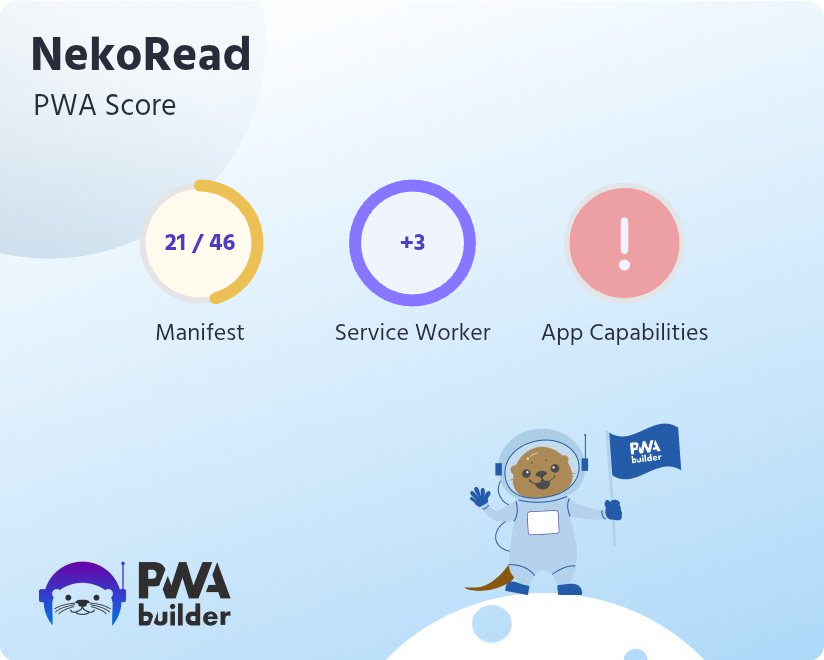 NekoRead
PWA Score
21 / 46
+3
!
Manifest
Service Worker
App Capabilities
PWA
builder
PWA
builder